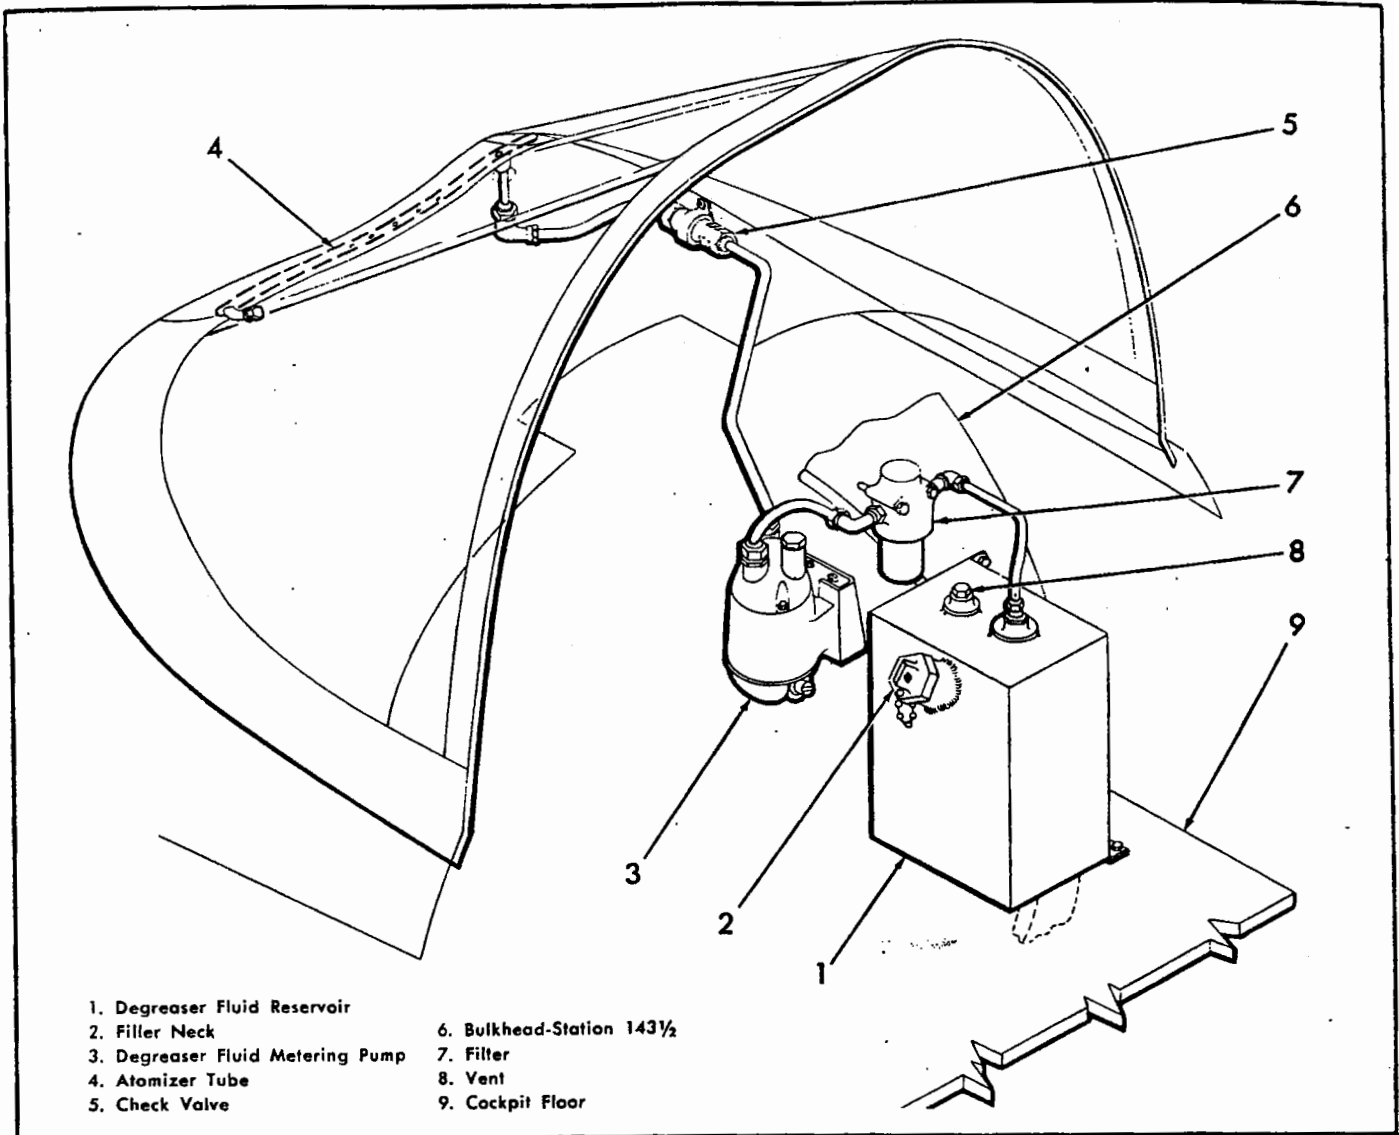 4
5
6
7
8
9
3
2
1
1. Degreaser Fluid Reservoir
2. Filler Neck
3. Degreaser Fluid Metering Pump
4. Atomizer Tube
5. Check Valve
6. Bulkhead-Station 143½
7. Filter
8. Vent
9. Cockpit Floor